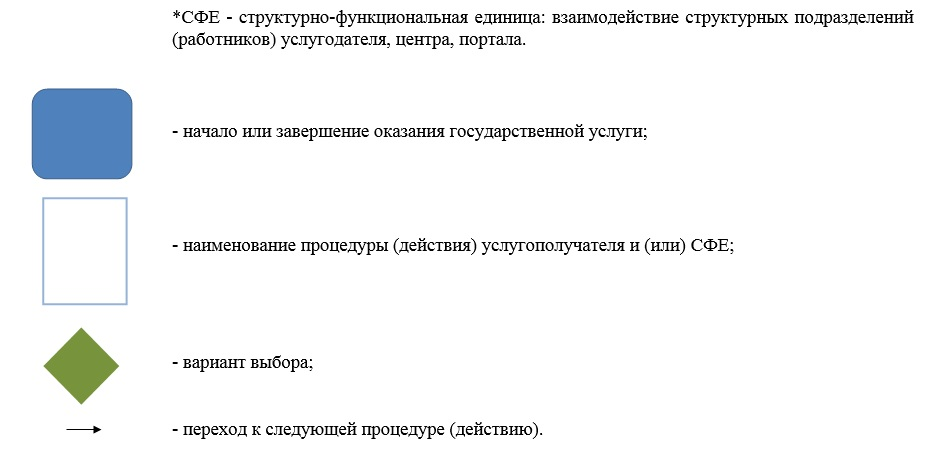 *СФЕ - структурно-функциональная единица: взаимодействие структурных подразделений
(работников) услугодателя, центра, портала.
- начало или завершение оказания государственной услуги;
- наименование процедуры (действия) услугополучателя и (или) СФЕ;
- вариант выбора;
- переход к следующей процедуре (действию).